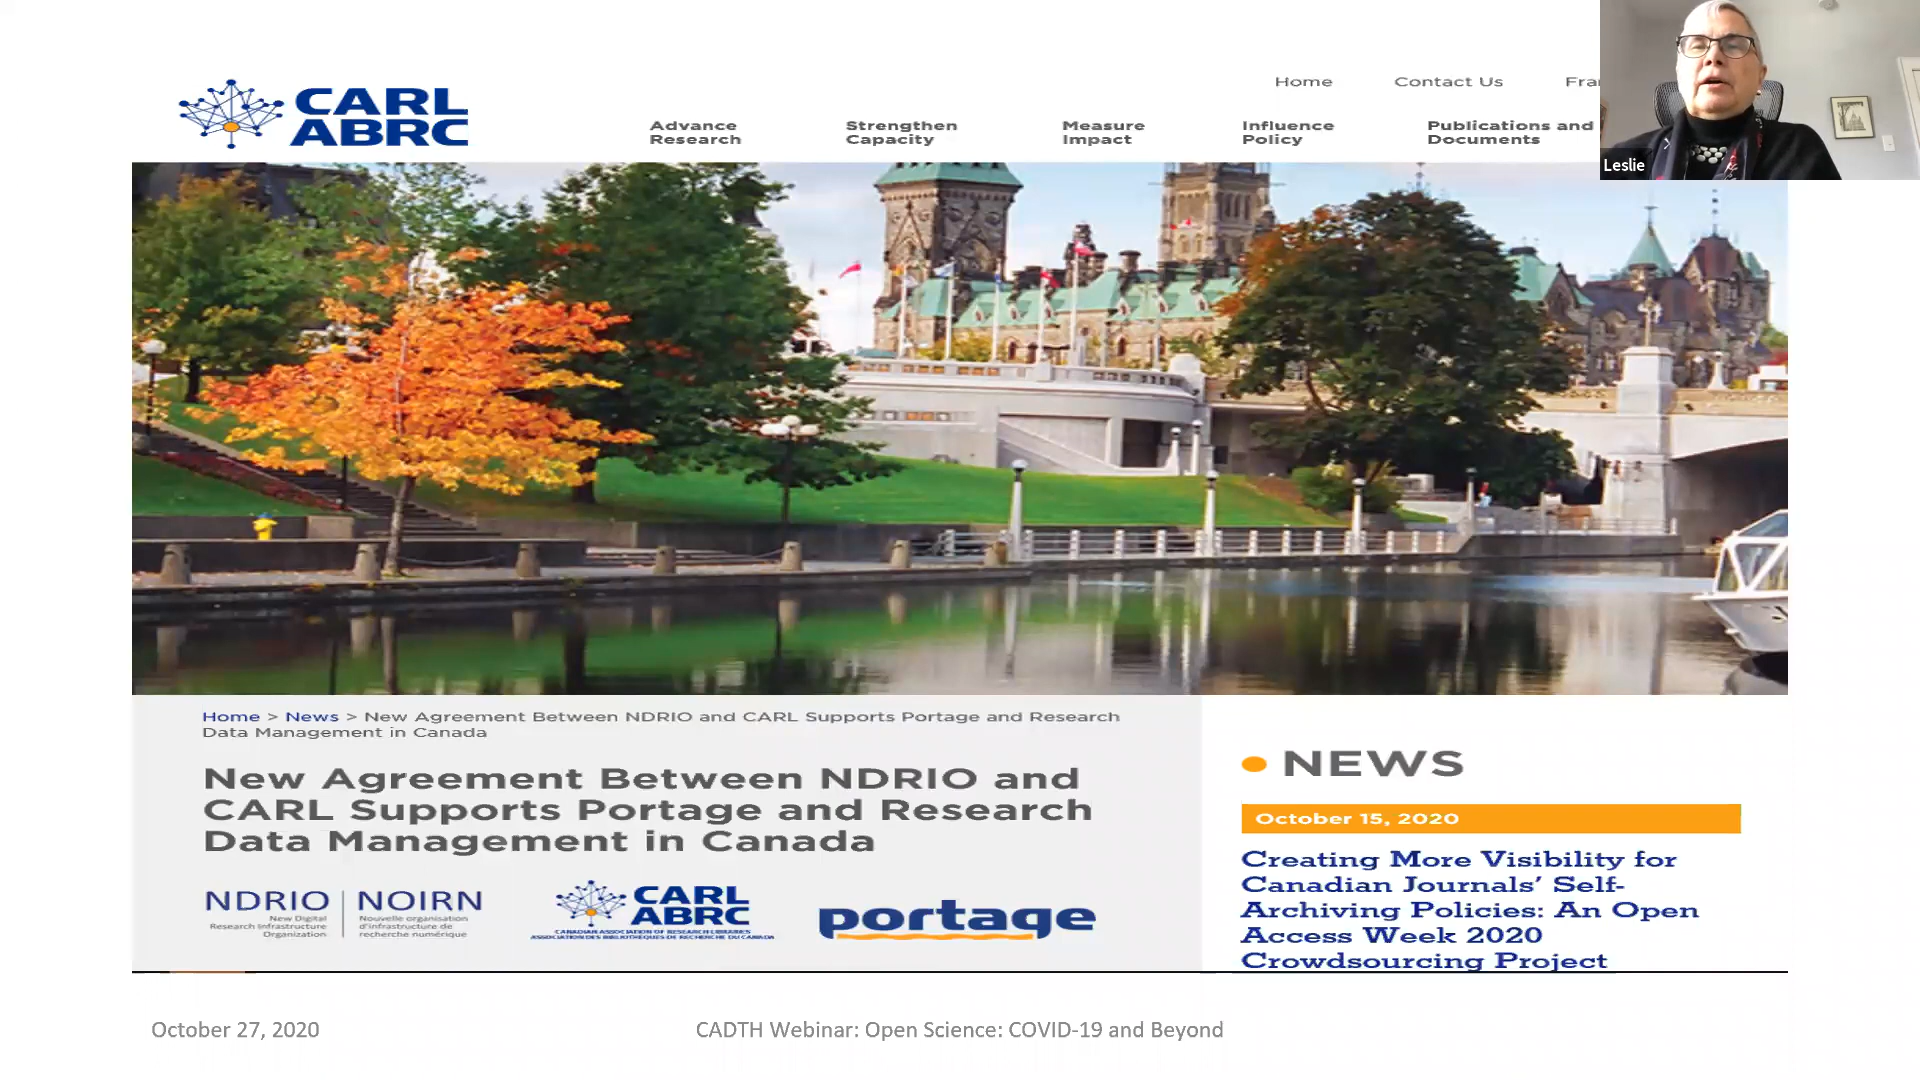 CARL
ABRC
Home
Contact Us
Fra
Advance
Research
Strengthen
Capacity
Measure
Impact
Influence
Policy
Publications and
Documents
Leslie
Home > News > New Agreement Between NDRIO and CARL Supports Portage and Research
Data Management in Canada
New Agreement Between NDRIO and
CARL Supports Portage and Research
Data Management in Canada
NDRIO
New Digital
Research Infrastructure
Organization
NOIRN
Nouvelle organisation
d'infrastructure de
recherche numérique
CARL
ABRC
CANADIAN ASSOCIATION OF RESEARCH LIBRARIES
ASSOCIATION DES BIBLIOTHÈQUES DE RECHERCHE DU CANADA
portage
NEWS
October 15, 2020
Creating More Visibility for
Canadian Journals' Self-
Archiving Policies: An Open
Access Week 2020
Crowdsourcing Project
October 27, 2020
CADTH Webinar: Open Science: COVID-19 and Beyond